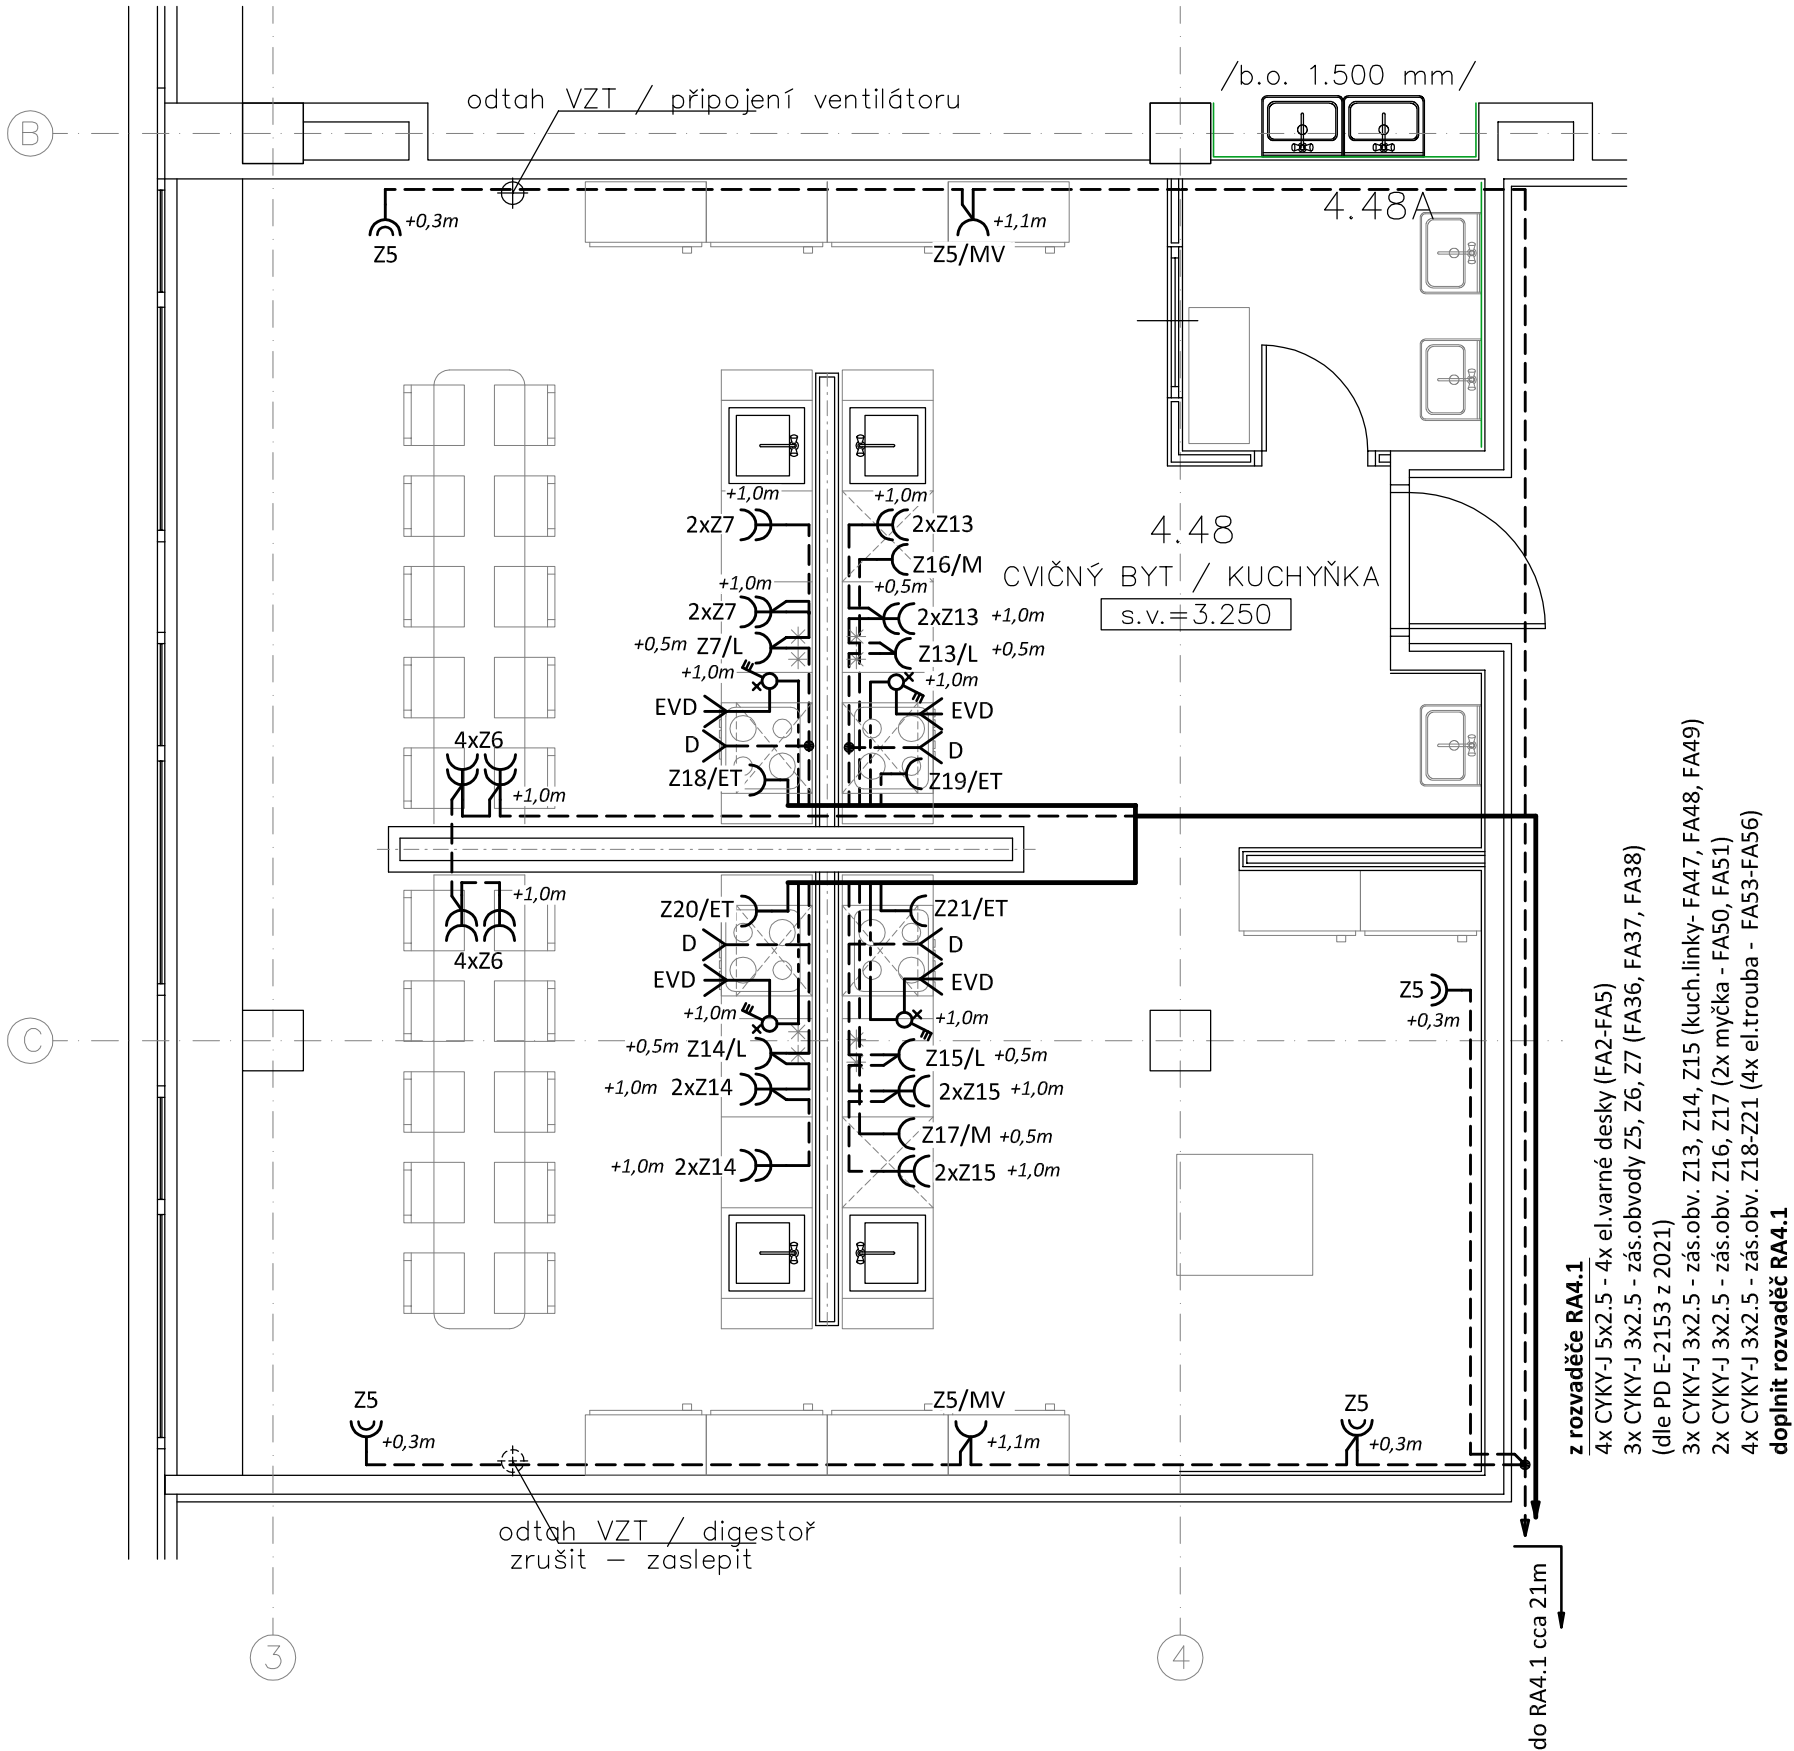 /b.o. 1.500 mm/
odtah VZT / připojení ventilátoru
B
4.48A
+0,3m
+1,1m
Z5
Z5/MV
+1,0m
+1,0m
2xZ7
2xZ13
4.48
Z16/M
CVIČNÝ BYT / KUCHYŇKA
+1,0m
+0,5m
2xZ7
2xZ13 +1,0m
s.v.=3.250
+0,5m Z7/L
Z13/L +0,5m
+1,0m
+1,0m
EVD
EVD
4xZ6
D
D
Z18/ET
Z19/ET
+1,0m
+1,0m
Z20/ET
Z21/ET
D
D
4xZ6
EVD
EVD
Z5
+1,0m
+1,0m
+0,3m
C
+0,5m Z14/L
Z15/L +0,5m
+1,0m 2xZ14
2xZ15 +1,0m
Z17/M +0,5m
+1,0m 2xZ14
2xZ15 +1,0m
Z5
Z5/MV
Z5
+0,3m
+1,1m
+0,3m
odtah VZT / digestoř
zrušit – zaslepit
3
4
do RA4.1 cca 21m
z rozvaděče RA4.1
4x CYKY-J 5x2.5 - 4x el.varné desky (FA2-FA5)
3x CYKY-J 3x2.5 - zás.obvody Z5, Z6, Z7 (FA36, FA37, FA38)
(dle PD E-2153 z 2021)
3x CYKY-J 3x2.5 - zás.obv. Z13, Z14, Z15 (kuch.linky- FA47, FA48, FA49)
2x CYKY-J 3x2.5 - zás.obv. Z16, Z17 (2x myčka - FA50, FA51)
4x CYKY-J 3x2.5 - zás.obv. Z18-Z21 (4x el.trouba - FA53-FA56)
doplnit rozvaděč RA4.1